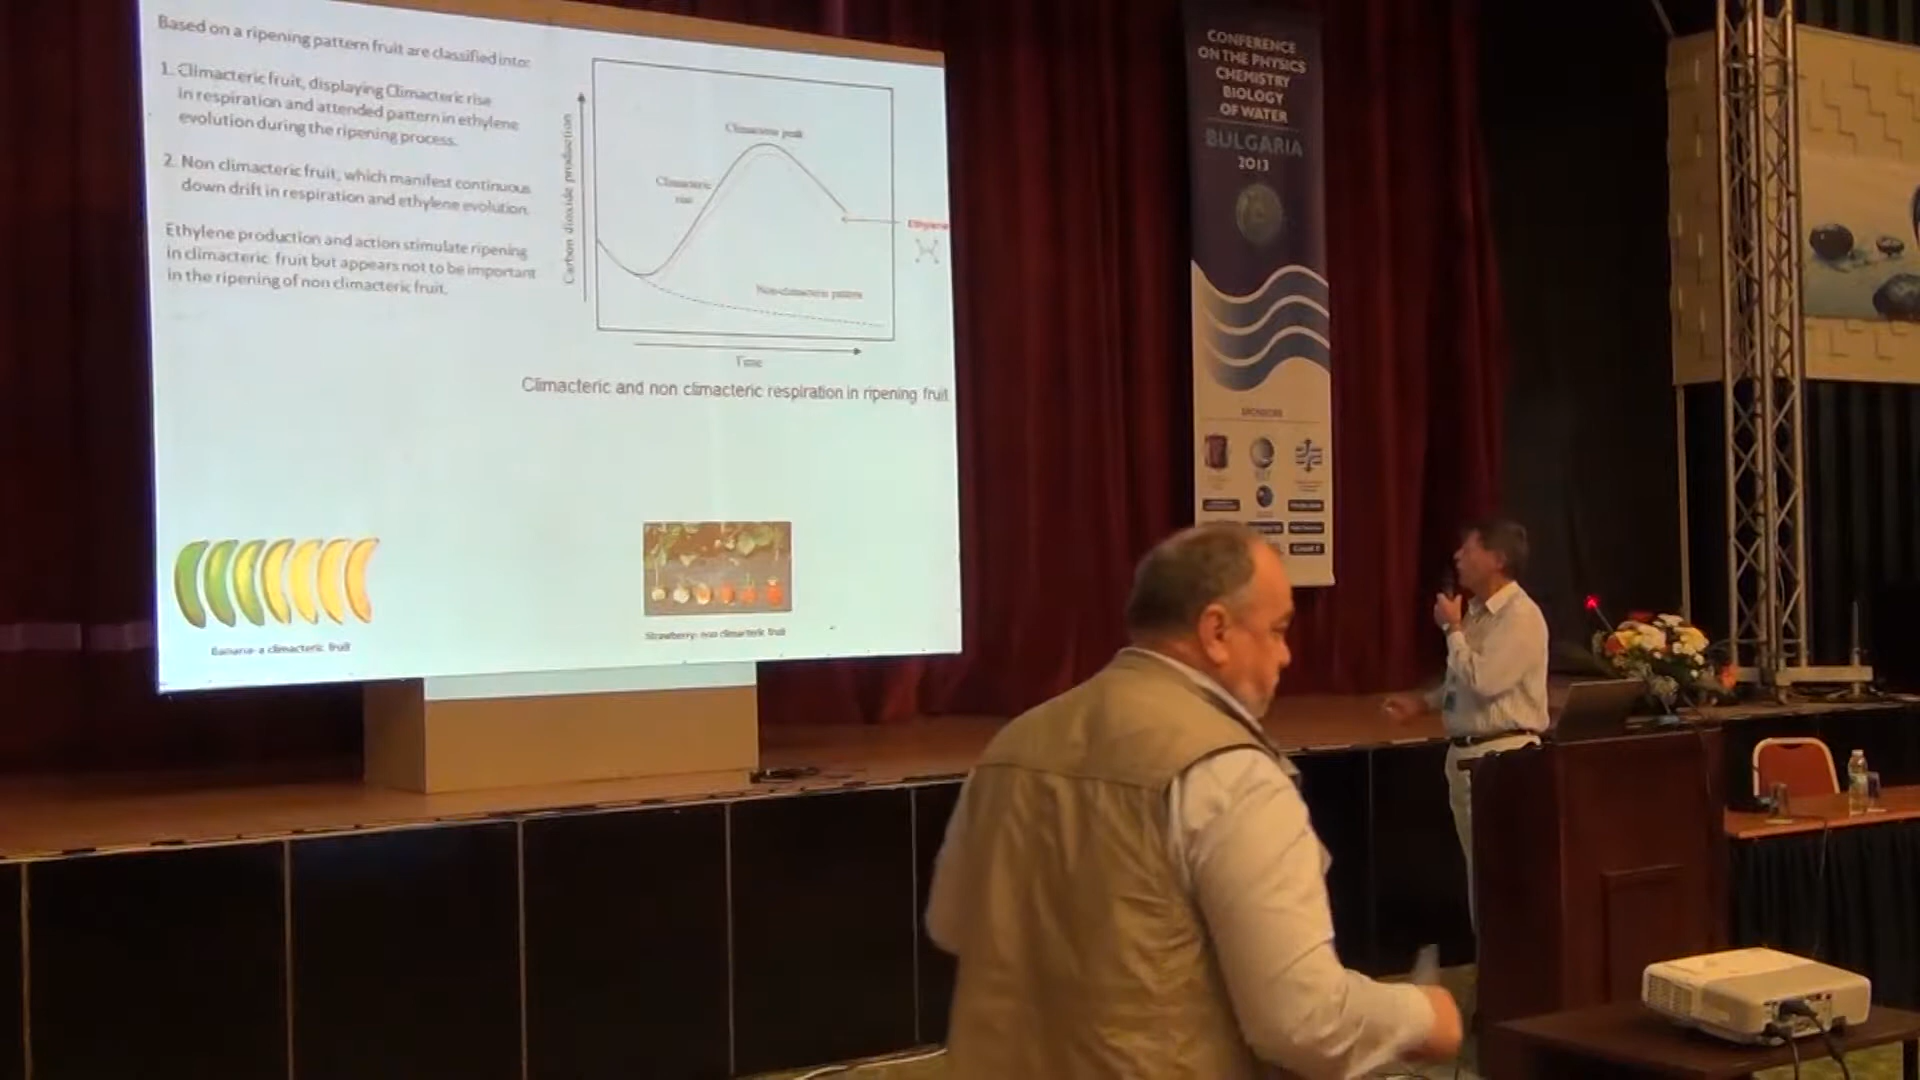 Based on a ripening pattern fruit are classified into:
1. Climacteric fruit, displaying Climacteric rise
in respiration and attended pattern in ethylene
evolution during the ripening process.
2. Non climacteric fruit, which manifest continuous
down drift in respiration and ethylene evolution.
Ethylene production and action stimulate ripening
in climacteric fruit but appears not to be important
in the ripening of non climacteric fruit.
Carbon dioxide production
Climacteric peak
Climacteric
rise
Ethylene
Non-climacteric pattern
Time
Climacteric and non climacteric respiration in ripening fruit
Banana- a climacteric fruit
Strawberry- non climacteric fruit
CONFERENCE
ON THE PHYSICS
CHEMISTRY
BIOLOGY
OF WATER
BULGARIA
2013
SPONSORS